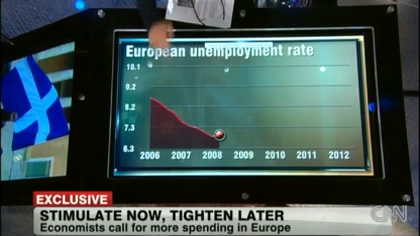 European unemployment rate
10.1
9.2
8.2
7.3
6.3
2006 2007 2008 2009 2010 2011 2012
EXCLUSIVE
STIMULATE NOW, TIGHTEN LATER
Economists call for more spending in Europe
CNN